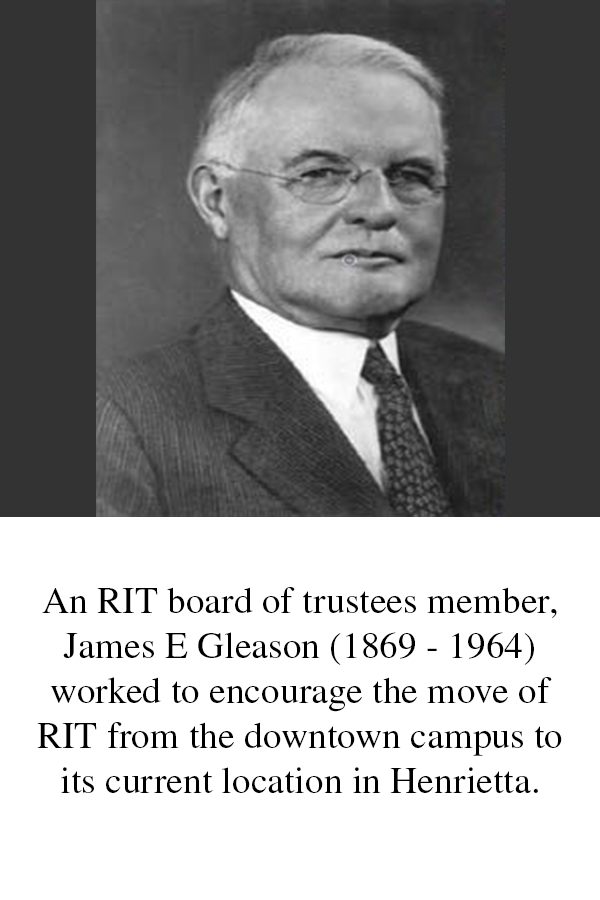 An RIT board of trustees member,
James E Gleason (1869 - 1964)
worked to encourage the move of
RIT from the downtown campus to
its current location in Henrietta.